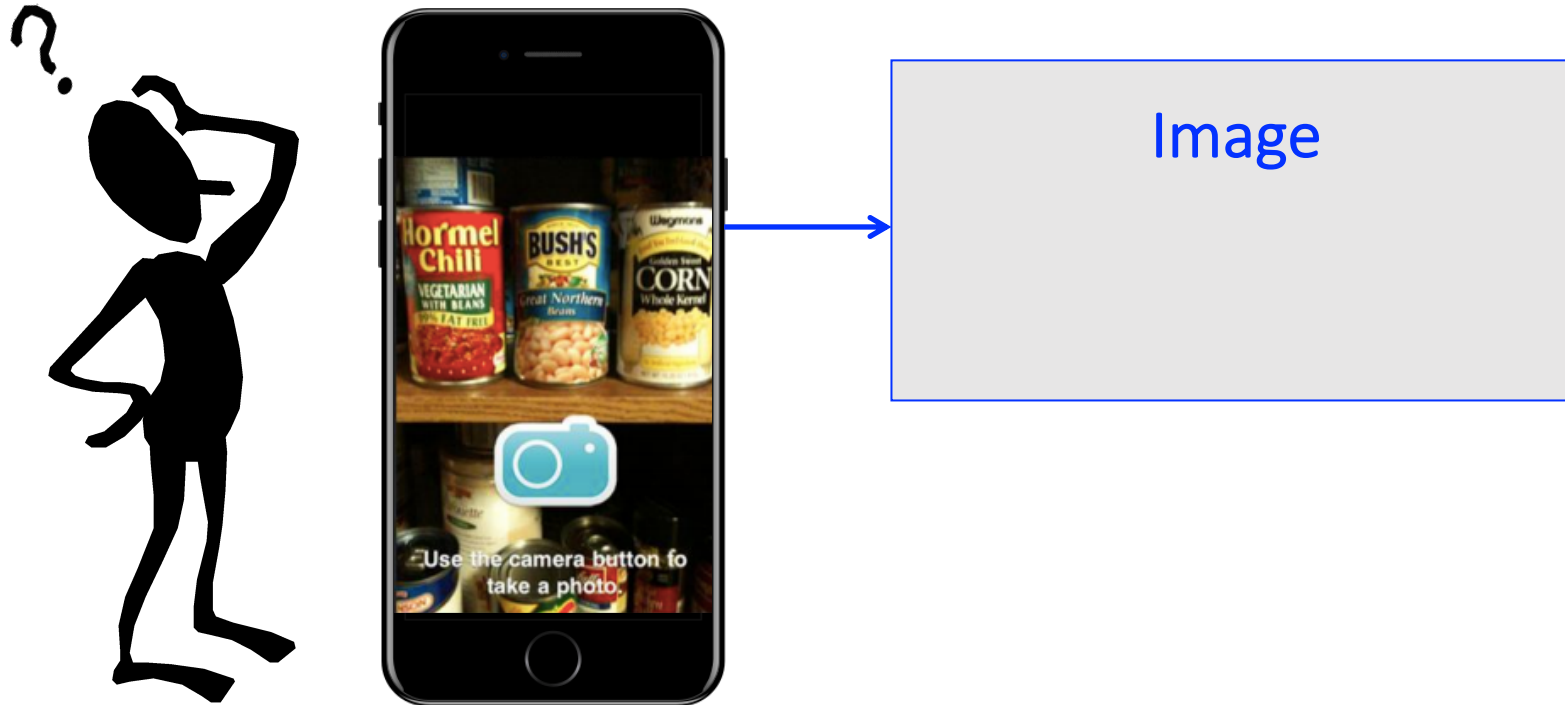 ?
Image
Hormel
Chili
VEGETARIAN
WITH BEANS
99% FAT FREE
BUSH'S
BEST
Great Northern
Beans
Wegmans
Golden Sweet
CORN
Whole Kernel
Use the camera button to
take a photo.